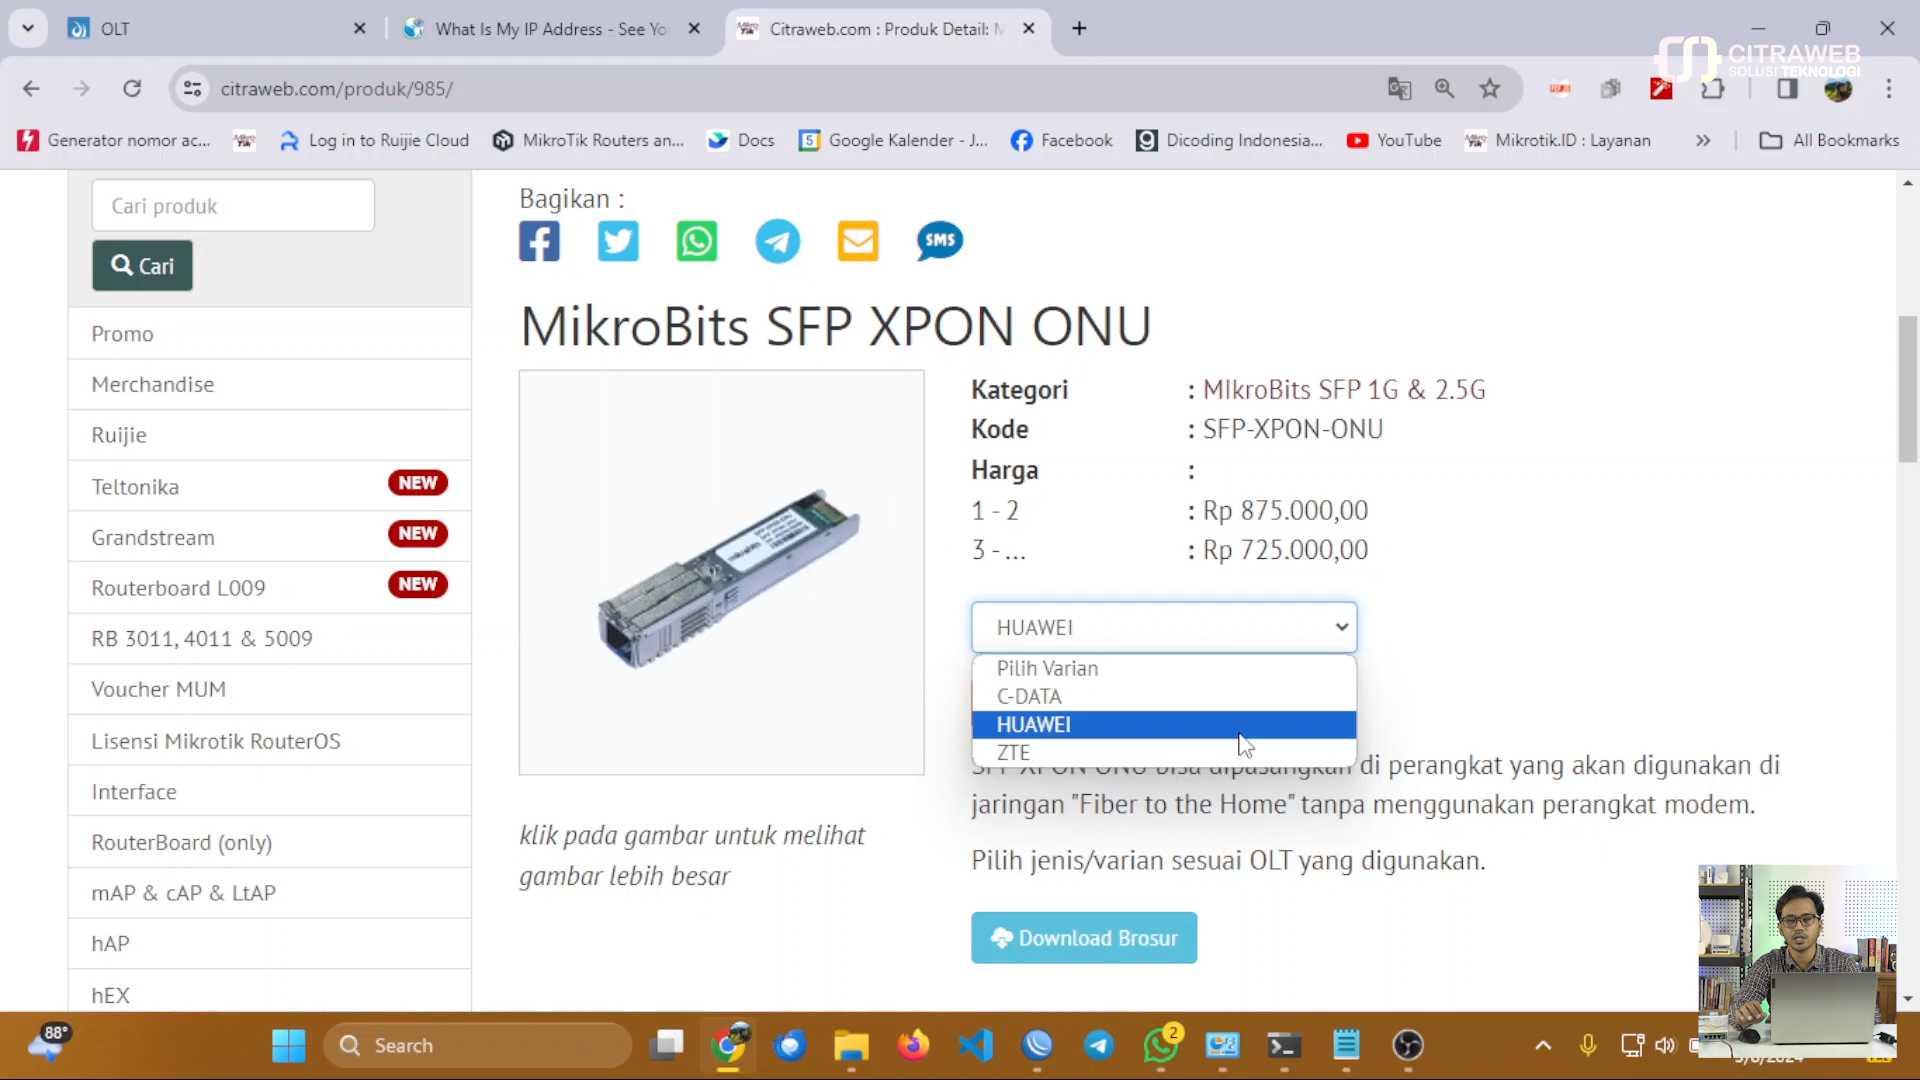 OLT
What Is My IP Address - See Yo
Citraweb.com : Produk Detail: M
CITRAWEB
SOLUSI TEKNOLOGI
citraweb.com/produk/985/
Generator nomor ac...
Log in to Ruijie Cloud
MikroTik Routers an...
Docs
Google Kalender - J...
Facebook
Dicoding Indonesia...
YouTube
Mikrotik.ID : Layanan
All Bookmarks
Cari produk
Cari
Promo
Merchandise
Ruijie
Teltonika NEW
Grandstream NEW
Routerboard L009 NEW
RB 3011, 4011 & 5009
Voucher MUM
Lisensi Mikrotik RouterOS
Interface
RouterBoard (only)
mAP & cAP & LtAP
hAP
hEX
Bagikan :
SMS
MikroBits SFP XPON ONU
klik pada gambar untuk melihat
gambar lebih besar
Kategori : MIkroBits SFP 1G & 2.5G
Kode : SFP-XPON-ONU
Harga :
1 - 2 : Rp 875.000,00
3 - ... : Rp 725.000,00
HUAWEI
Pilih Varian
C-DATA
HUAWEI
ZTE
SFP XPON ONU bisa dipasangkan di perangkat yang akan digunakan di
jaringan "Fiber to the Home" tanpa menggunakan perangkat modem.
Pilih jenis/varian sesuai OLT yang digunakan.
Download Brosur
88°
Search
2